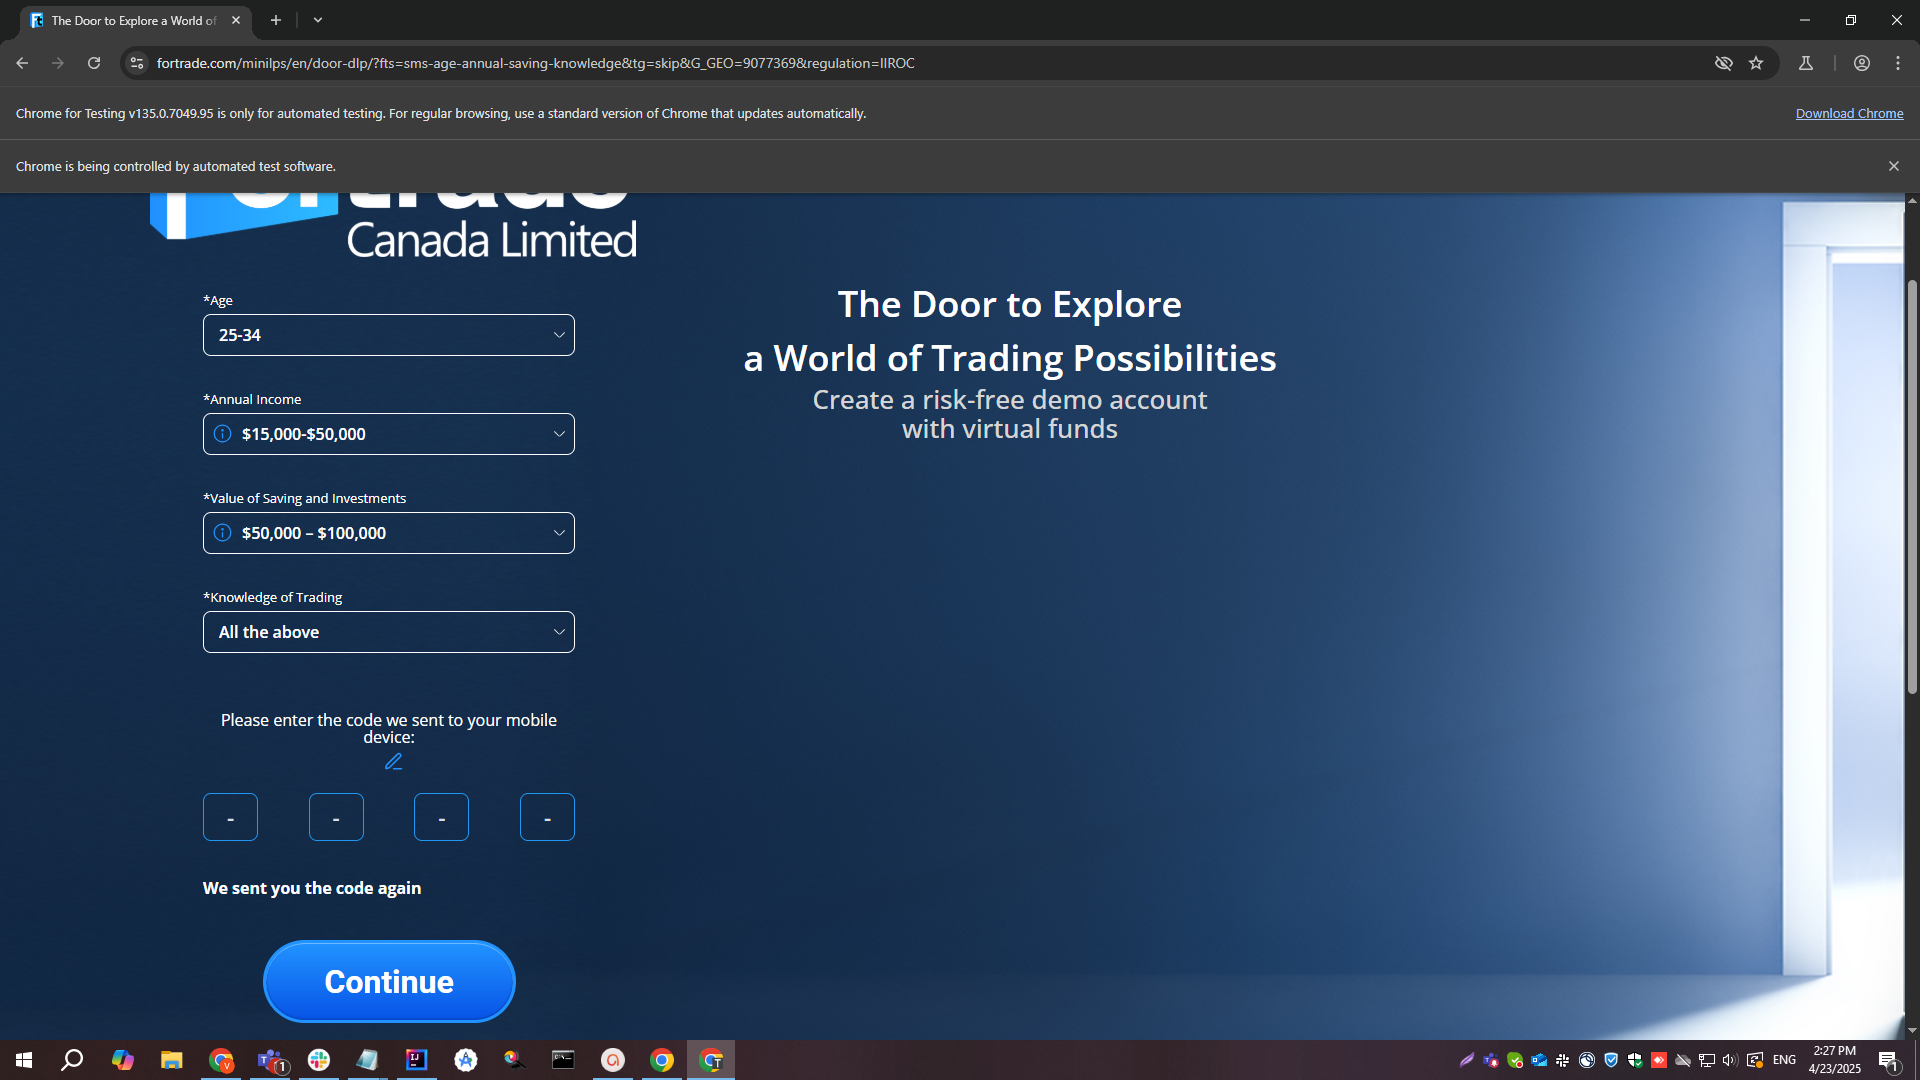 The Door to Explore a World of
fortrade.com/minilps/en/door-dlp/?fts=sms-age-annual-saving-knowledge&tg=skip&G_GEO=9077369&regulation=IIROC
Chrome for Testing v135.0.7049.95 is only for automated testing. For regular browsing, use a standard version of Chrome that updates automatically.
Download Chrome
Chrome is being controlled by automated test software.
Canada Limited
*Age
25-34
*Annual Income
$15,000-$50,000
*Value of Saving and Investments
$50,000 – $100,000
*Knowledge of Trading
All the above
Please enter the code we sent to your mobile
device:
- - - -
We sent you the code again
Continue
The Door to Explore
a World of Trading Possibilities
Create a risk-free demo account
with virtual funds
ENG
2:27 PM
4/23/2025